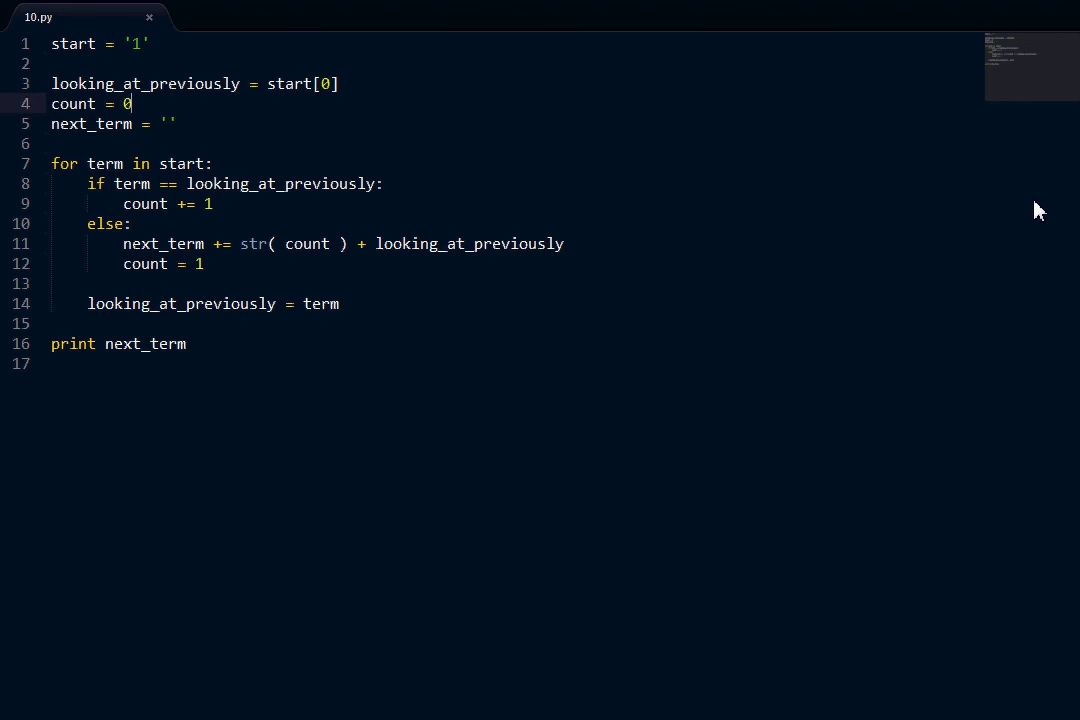 10.py ×
1 start = '1'
2
3 looking_at_previously = start[0]
4 count = 0
5 next_term = ''
6
7 for term in start:
8     if term == looking_at_previously:
9         count += 1
10     else:
11         next_term += str( count ) + looking_at_previously
12         count = 1
13
14     looking_at_previously = term
15
16 print next_term
17